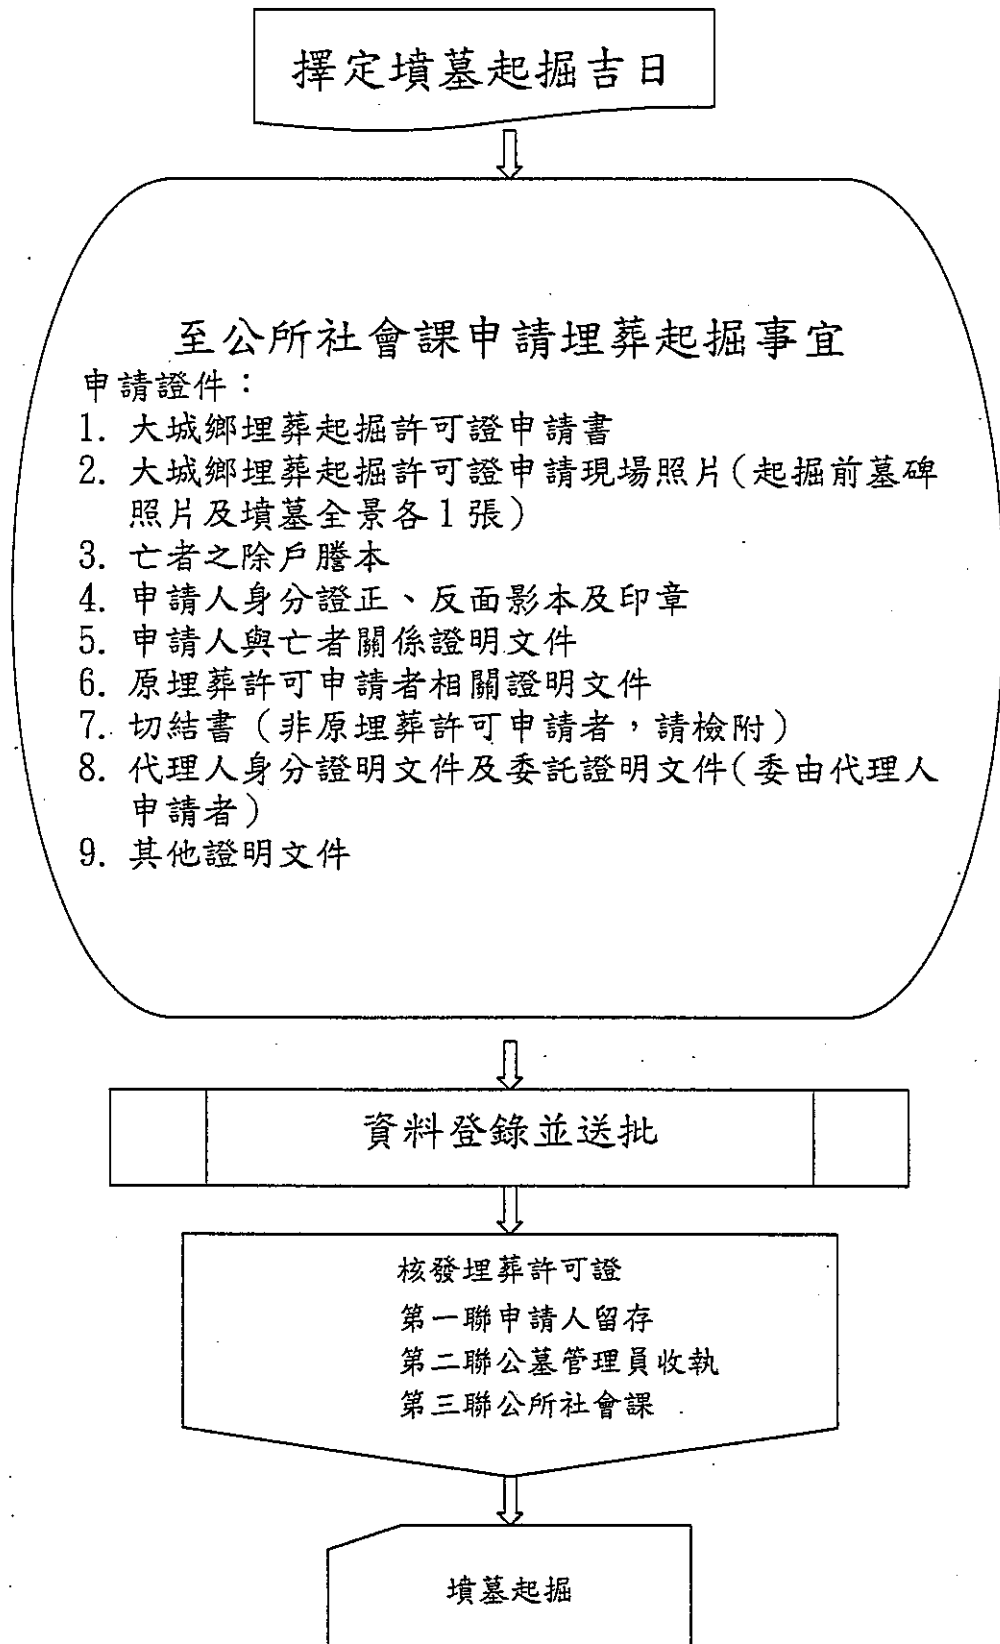 擇定墳墓起掘吉日
至公所社會課申請埋葬起掘事宜
申請證件：
1. 大城鄉埋葬起掘許可證申請書
2. 大城鄉埋葬起掘許可證申請現場照片(起掘前墓碑
照片及墳墓全景各1張)
3. 亡者之除戶謄本
4. 申請人身分證正、反面影本及印章
5. 申請人與亡者關係證明文件
6. 原埋葬許可申請者相關證明文件
7. 切結書（非原埋葬許可申請者，請檢附）
8. 代理人身分證明文件及委託證明文件(委由代理人
申請者)
9. 其他證明文件
資料登錄並送批
核發埋葬許可證
第一聯申請人留存
第二聯公墓管理員收執
第三聯公所社會課
墳墓起掘